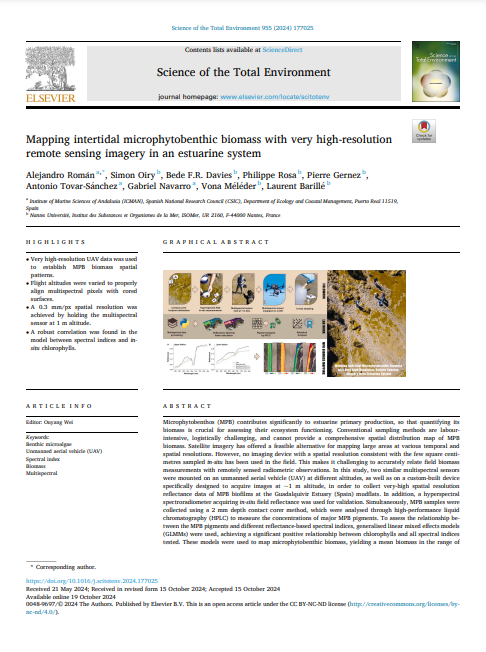 Science of the Total Environment 955 (2024) 177025
Contents lists available at ScienceDirect
Science of the Total Environment
journal homepage: www.elsevier.com/locate/scitotenv
ELSEVIER
Science of the
Total Environment
Check for
updates
Mapping intertidal microphytobenthic biomass with very high-resolution
remote sensing imagery in an estuarine system
Alejandro Román a,*, Simon Oiry b, Bede F.R. Davies b, Philippe Rosa b, Pierre Gernez b,
Antonio Tovar-Sánchez a, Gabriel Navarro a, Vona Méléder b, Laurent Barillé b
a Institute of Marine Sciences of Andalusia (ICMAN), Spanish National Research Council (CSIC), Department of Ecology and Coastal Management, Puerto Real 11519,
Spain
b Nantes Université, Institut des Substances et Organismes de la Mer, ISOMer, UR 2160, F-44000 Nantes, France
HIGHLIGHTS
• Very high-resolution UAV data was used
to establish MPB biomass spatial
patterns.
• Flight altitudes were varied to properly
align multispectral pixels with cored
surfaces.
• A 0.3 mm/px spatial resolution was
achieved by holding the multispectral
sensor at 1 m altitude.
• A robust correlation was found in the
model between spectral indices and in-
situ chlorophylls.
GRAPHICAL ABSTRACT
ARTICLE INFO
Editor: Ouyang Wei
Keywords:
Benthic microalgae
Unmanned aerial vehicle (UAV)
Spectral index
Biomass
Multispectral
ABSTRACT
Microphytobenthos (MPB) contributes significantly to estuarine primary production, so that quantifying its
biomass is crucial for assessing their ecosystem functioning. Conventional sampling methods are labour-
intensive, logistically challenging, and cannot provide a comprehensive spatial distribution map of MPB
biomass. Satellite imagery has offered a feasible alternative for mapping large areas at various temporal and
spatial resolutions. However, no imaging device with a spatial resolution consistent with the few square centi-
metres sampled in-situ has been used in the field. This makes it challenging to accurately relate field biomass
measurements with remotely sensed radiometric observations. In this study, two similar multispectral sensors
were mounted on an unmanned aerial vehicle (UAV) at different altitudes, as well as on a custom-built device
specifically designed to acquire images at ~1 m altitude, in order to collect very-high spatial resolution
reflectance data of MPB biofilms at the Guadalquivir Estuary (Spain) mudflats. In addition, a hyperspectral
spectroradiometer acquiring in-situ field reflectance was used for validation. Simultaneously, MPB samples were
collected using a 2 mm depth contact corer method, which were analysed through high-performance liquid
chromatography (HPLC) to measure the concentrations of major MPB pigments. To assess the relationship be-
tween the MPB pigments and different reflectance-based spectral indices, generalised linear mixed effects models
(GLMMs) were used, achieving a significant positive relationship between chlorophylls and all spectral indices
tested. These models were used to map microphytobenthic biomass, yielding a mean biomass in the range of
* Corresponding author.
https://doi.org/10.1016/j.scitotenv.2024.177025
Received 21 May 2024; Received in revised form 15 October 2024; Accepted 15 October 2024
Available online 19 October 2024
0048-9697/© 2024 The Authors. Published by Elsevier B.V. This is an open access article under the CC BY-NC-ND license (http://creativecommons.org/licenses/by-
nc-nd/4.0/).